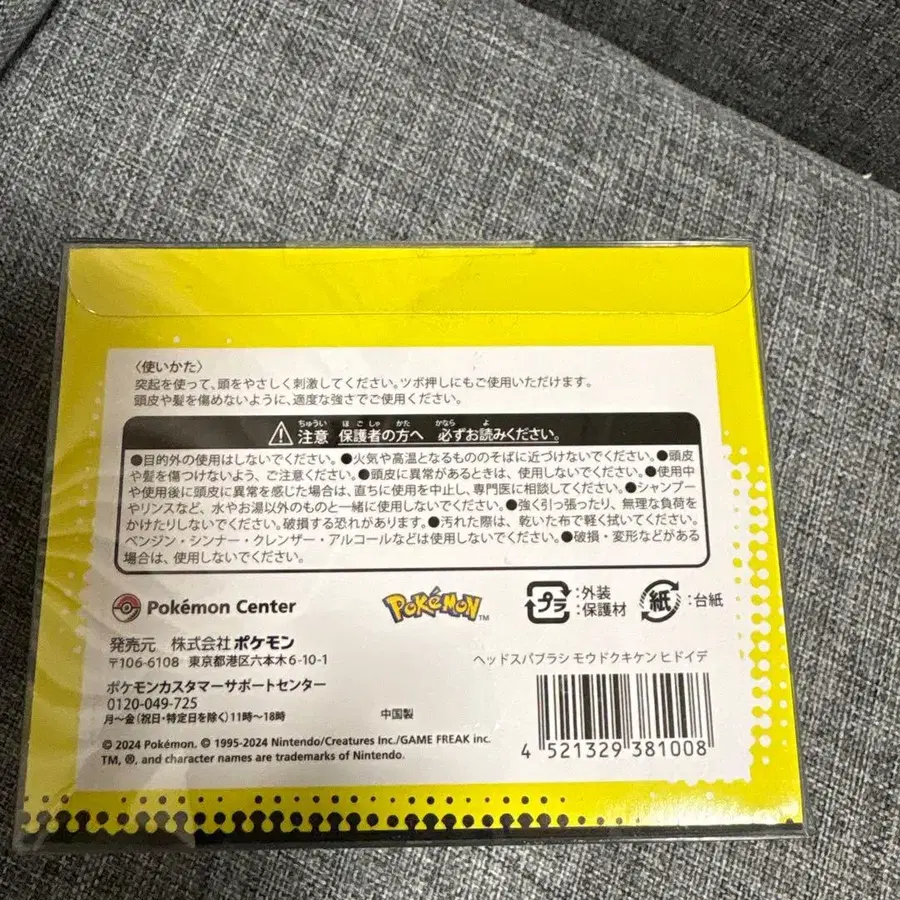 〈使いかた〉
突起を使って、頭をやさしく刺激してください。ツボ押しにもご使用いただけます。
頭皮や髪を傷めないように、適度な強さでご使用ください。
ちゅうい ほごしゃ かた かなら よ
注意 保護者の方へ 必ずお読みください。
●目的外の使用はしないでください。●火気や高温となるもののそばに近づけないでください。●頭皮
や髪を傷つけないよう、ご注意ください。●頭皮に異常があるときは、使用しないでください。●使用中
や使用後に頭皮に異常を感じた場合は、直ちに使用を中止し、専門医に相談してください。●シャンプー
やリンスなど、水やお湯以外のものと一緒に使用しないでください。●強く引っ張ったり、無理な負荷を
かけたりしないでください。破損する恐れがあります。●汚れた際は、乾いた布で軽く拭いてください。
ベンジン・シンナー・クレンザー・アルコールなどは使用しないでください。●破損・変形などがある
場合は、使用しないでください。
Pokémon Center
POKÉMON TM
プラ :外装 :保護材
紙 :台紙
発売元 株式会社ポケモン
〒106-6108 東京都港区六本木6-10-1
ポケモンカスタマーサポートセンター
0120-049-725
月～金(祝日・特定日を除く)11時～18時
中国製
ヘッドスパブラシ モウドクキケン ヒドイデ
4 521329 381008
© 2024 Pokémon. © 1995-2024 Nintendo/Creatures Inc./GAME FREAK inc.
TM, ®, and character names are trademarks of Nintendo.